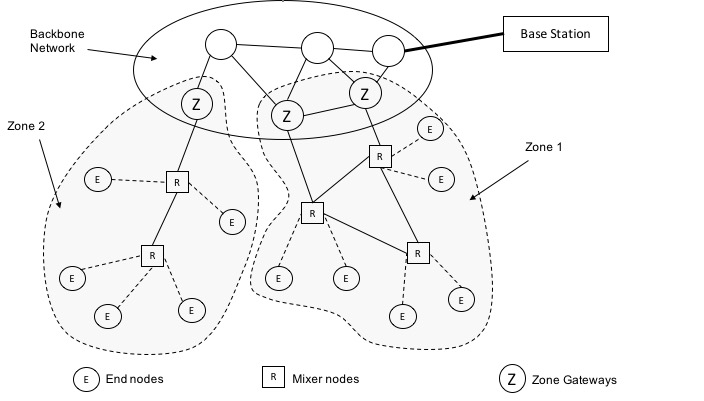 Backbone
Network
Base Station
Z
Z
Z
Zone 2
Zone 1
E
R
E
E
R
E
R
E
R
E
R
E
E
E
E
E
E
E End nodes
R Mixer nodes
Z Zone Gateways